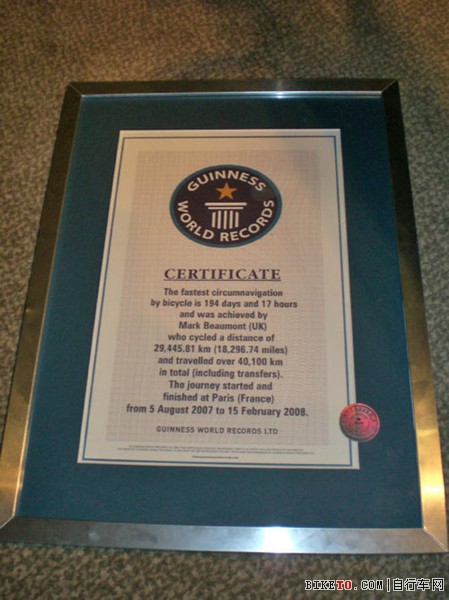 GUINNESS
WORLD RECORDS
CERTIFICATE
The fastest circumnavigation
by bicycle is 194 days and 17 hours
and was achieved by
Mark Beaumont (UK)
who cycled a distance of
29,445.81 km (18,296.74 miles)
and travelled over 40,100 km
in total (including transfers).
The journey started and
finished at Paris (France)
from 5 August 2007 to 15 February 2008.
GUINNESS WORLD RECORDS LTD
BIKETO.COM|自行车网